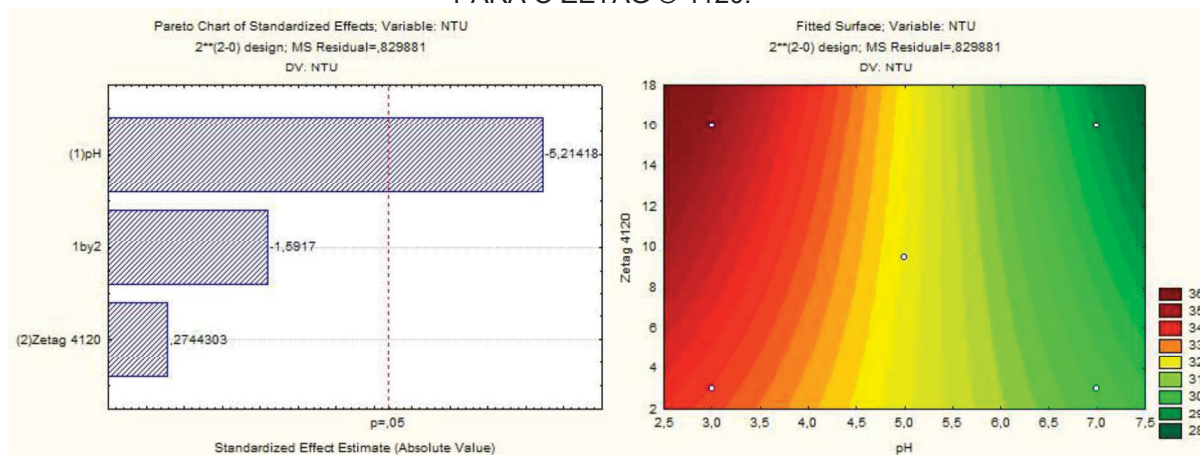 PARA O ZETAG ® 4120.
Pareto Chart of Standardized Effects; Variable: NTU
2**(2-0) design; MS Residual=,829881
DV: NTU
(1)pH
-5,21418
1by2
-1,5917
(2)Zetag 4120
,2744303
p=,05
Standardized Effect Estimate (Absolute Value)
Fitted Surface; Variable: NTU
2**(2-0) design; MS Residual=,829881
DV: NTU
18
16
14
12
10
8
6
4
2
Zetag 4120
2,5 3,0 3,5 4,0 4,5 5,0 5,5 6,0 6,5 7,0 7,5
pH
36
35
34
33
32
31
30
29
28